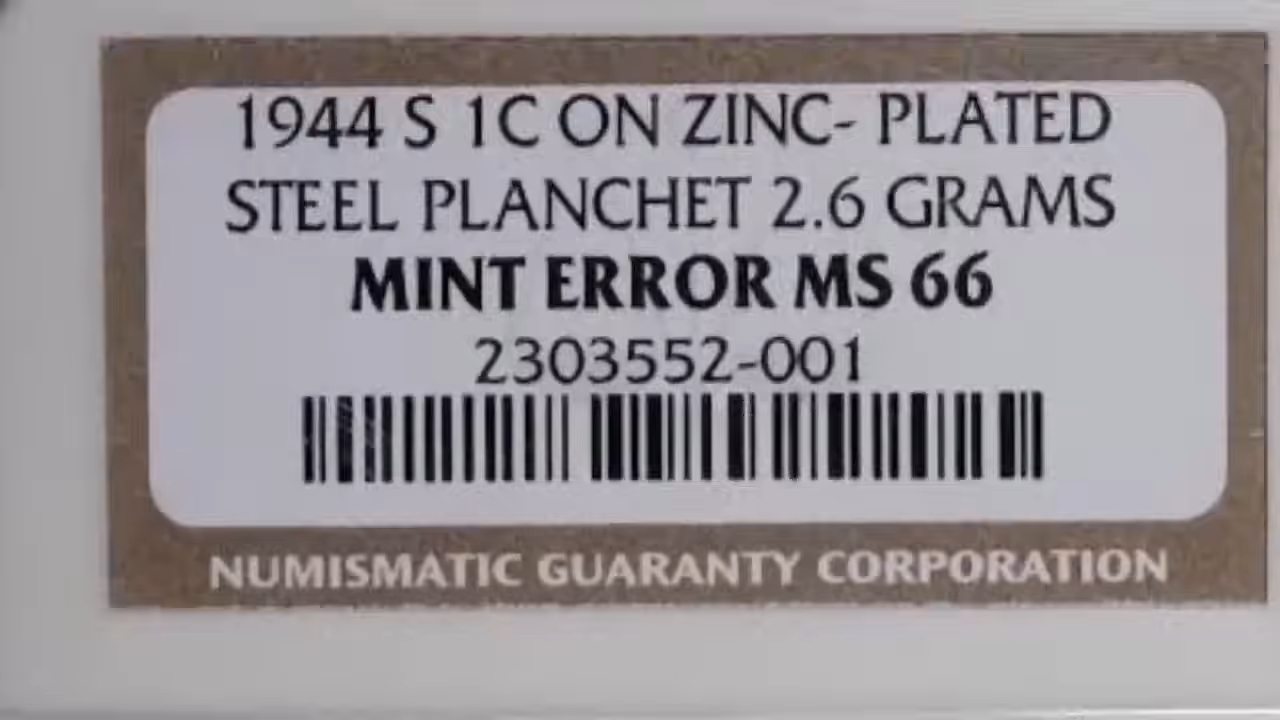 1944 S 1C ON ZINC- PLATED
STEEL PLANCHET 2.6 GRAMS
MINT ERROR MS 66
2303552-001
NUMISMATIC GUARANTY CORPORATION